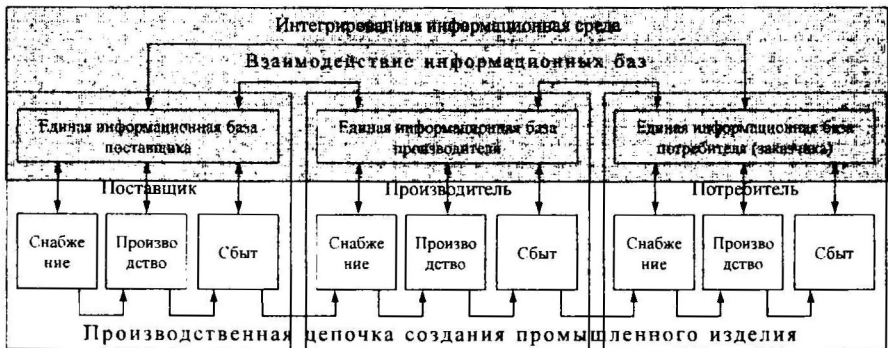 Интегрированная информационная среда
Взаимодействие информационных баз
Единая информационная база
поставщика
Единая информационная база
производителя
Единая информационная база
потребителя (заказчика)
Поставщик
Производитель
Потребитель
Снабже
ние
Произво
дство
Сбыт
Снабже
ние
Произво
дство
Сбыт
Снабже
ние
Произво
дство
Сбыт
Производственная цепочка создания промышленного изделия